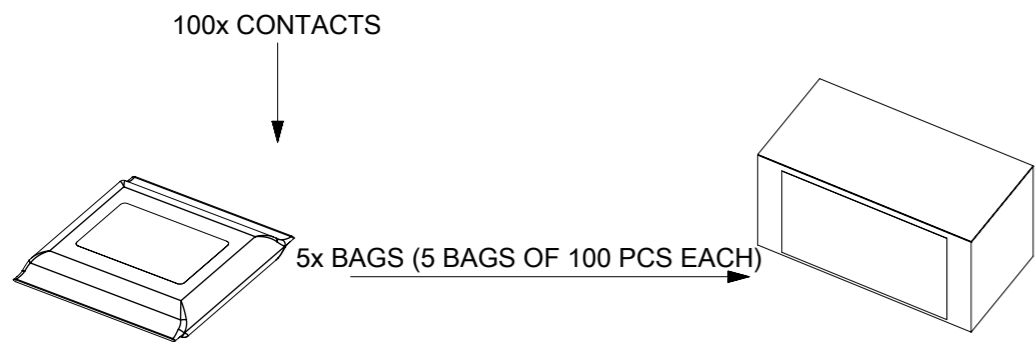 100x CONTACTS
5x BAGS (5 BAGS OF 100 PCS EACH)